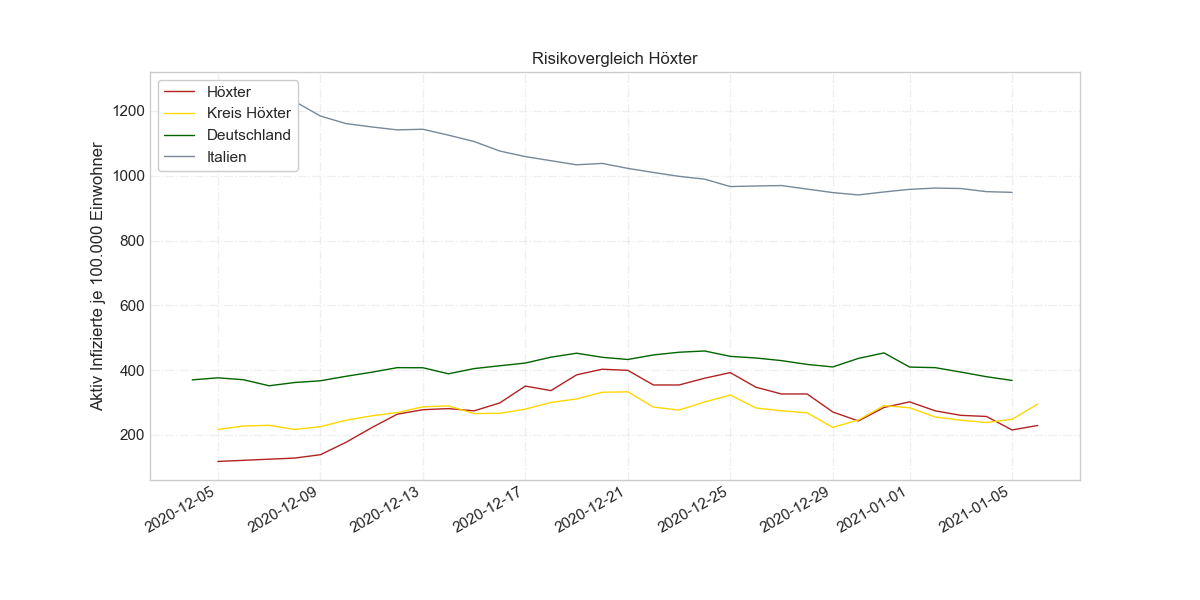 Risikovergleich Höxter
Höxter
Kreis Höxter
Deutschland
Italien
Aktiv Infizierte je 100.000 Einwohner
1200
1000
800
600
400
200
2020-12-05
2020-12-09
2020-12-13
2020-12-17
2020-12-21
2020-12-25
2020-12-29
2021-01-01
2021-01-05